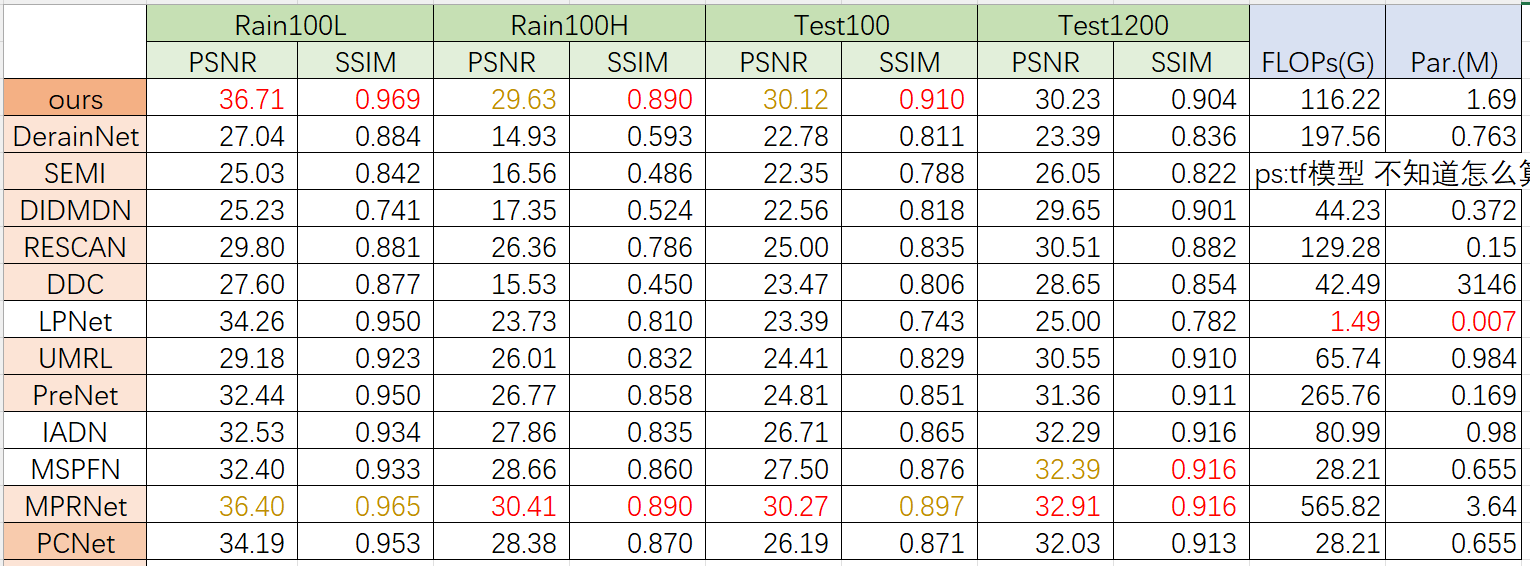 Rain100L Rain100H Test100 Test1200
PSNR SSIM PSNR SSIM PSNR SSIM PSNR SSIM FLOPs(G) Par.(M)
ours 36.71 0.969 29.63 0.890 30.12 0.910 30.23 0.904 116.22 1.69
DerainNet 27.04 0.884 14.93 0.593 22.78 0.811 23.39 0.836 197.56 0.763
SEMI 25.03 0.842 16.56 0.486 22.35 0.788 26.05 0.822 ps:tf模型 不知道怎么算
DIDMDN 25.23 0.741 17.35 0.524 22.56 0.818 29.65 0.901 44.23 0.372
RESCAN 29.80 0.881 26.36 0.786 25.00 0.835 30.51 0.882 129.28 0.15
DDC 27.60 0.877 15.53 0.450 23.47 0.806 28.65 0.854 42.49 3146
LPNet 34.26 0.950 23.73 0.810 23.39 0.743 25.00 0.782 1.49 0.007
UMRL 29.18 0.923 26.01 0.832 24.41 0.829 30.55 0.910 65.74 0.984
PreNet 32.44 0.950 26.77 0.858 24.81 0.851 31.36 0.911 265.76 0.169
IADN 32.53 0.934 27.86 0.835 26.71 0.865 32.29 0.916 80.99 0.98
MSPFN 32.40 0.933 28.66 0.860 27.50 0.876 32.39 0.916 28.21 0.655
MPRNet 36.40 0.965 30.41 0.890 30.27 0.897 32.91 0.916 565.82 3.64
PCNet 34.19 0.953 28.38 0.870 26.19 0.871 32.03 0.913 28.21 0.655